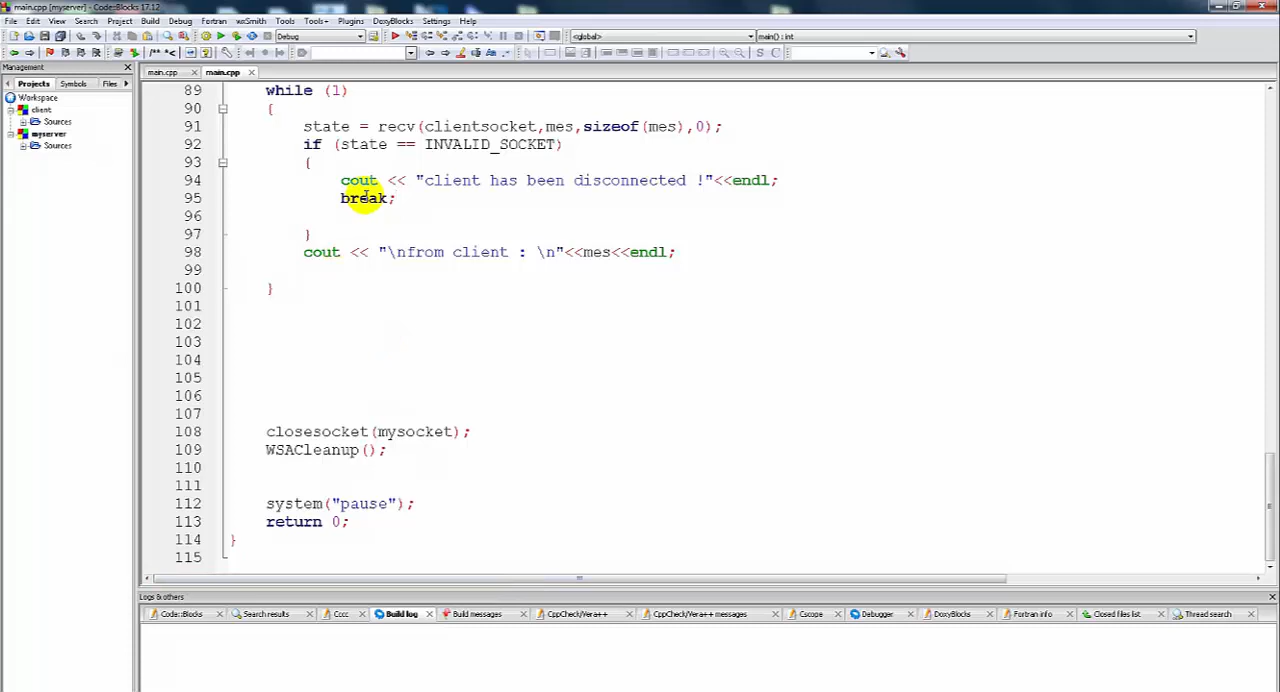 main.cpp [myserver] - Code::Blocks 17.12
File Edit View Search Project Build Debug Fortran wxSmith Tools Tools+ Plugins DoxyBlocks Settings Help
Debug <global> main() : int
/** *<
Management
Projects Symbols Files
main.cpp main.cpp
Workspace
client
Sources
myserver
Sources
89 while (1)
90 {
91 state = recv(clientsocket,mes,sizeof(mes),0);
92 if (state == INVALID_SOCKET)
93 {
94 cout << "client has been disconnected !"<<endl;
95 break;
96
97 }
98 cout << "\nfrom client : \n"<<mes<<endl;
99
100 }
101
102
103
104
105
106
107
108 closesocket(mysocket);
109 WSACleanup();
110
111
112 system("pause");
113 return 0;
114 }
115
Logs & others
Code::Blocks Search results Cccc Build log Build messages CppCheck/Vera++ CppCheck/Vera++ messages Cscope Debugger DoxyBlocks Fortran info Closed files list Thread search